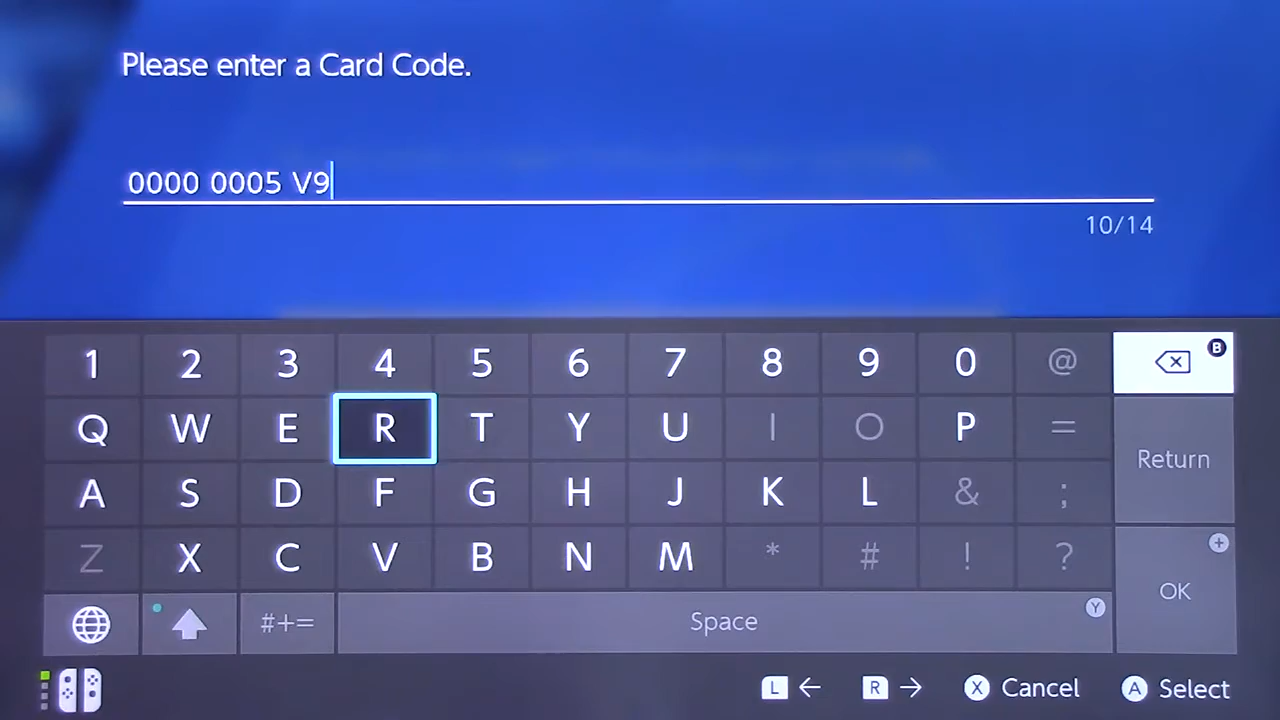 Please enter a Card Code.
0000 0005 V9
10/14
1 2 3 4 5 6 7 8 9 0 @ B
Q W E R T Y U I O P =
Return
A S D F G H J K L & ;
Z X C V B N M * # ! ? +
OK
#+= Space Y
L ← R → X Cancel A Select